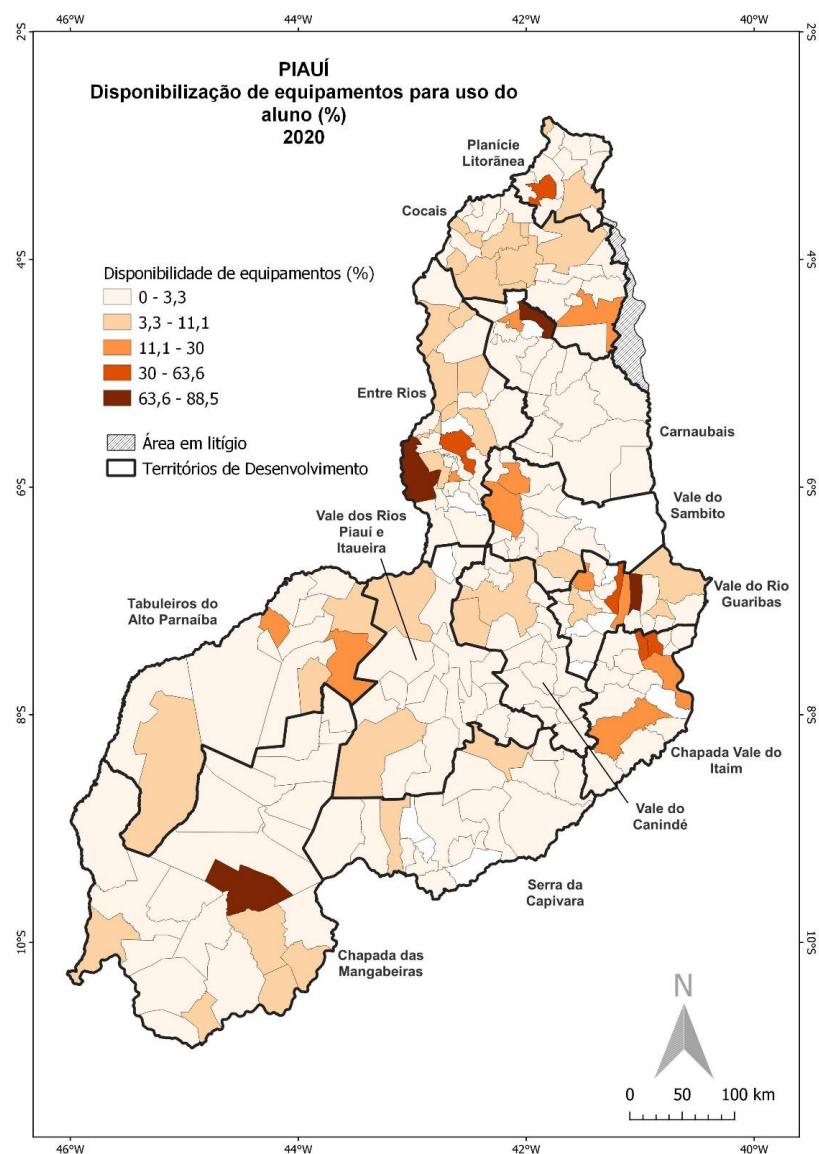 46°W 44°W 42°W 40°W
2°S 2°S
PIAUÍ
Disponibilização de equipamentos para uso do
aluno (%)
2020
Planície
Litorânea
Cocais
4°S 4°S
Disponibilidade de equipamentos (%)
0 - 3,3
3,3 - 11,1
11,1 - 30
30 - 63,6
63,6 - 88,5
Área em litígio
Territórios de Desenvolvimento
Entre Rios
Carnaubais
6°S 6°S
Vale do
Sambito
Vale dos Rios
Piauí e
Itaueira
Vale do Rio
Guaribas
Tabuleiros do
Alto Parnaíba
8°S 8°S
Chapada Vale do
Itaim
Vale do
Canindé
Serra da
Capivara
10°S 10°S
Chapada das
Mangabeiras
N
0 50 100 km
46°W 44°W 42°W 40°W